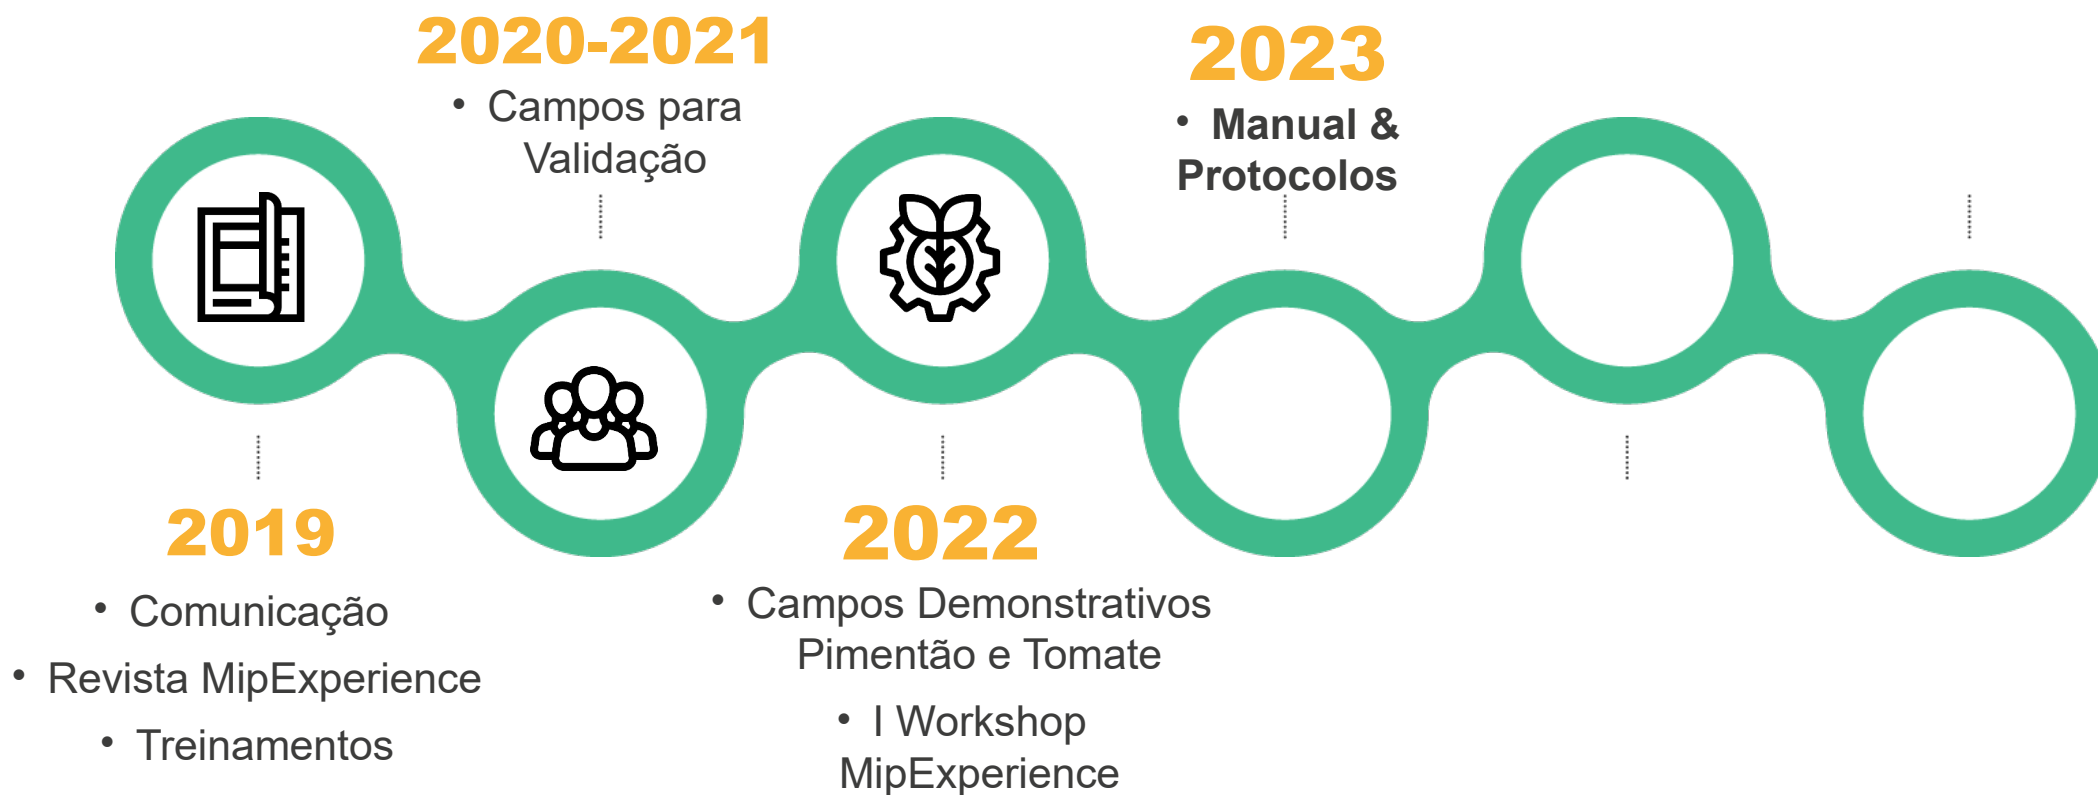 2019
• Comunicação
• Revista MipExperience
• Treinamentos
2020-2021
• Campos para
Validação
2022
• Campos Demonstrativos
Pimentão e Tomate
• I Workshop
MipExperience
2023
• Manual &
Protocolos